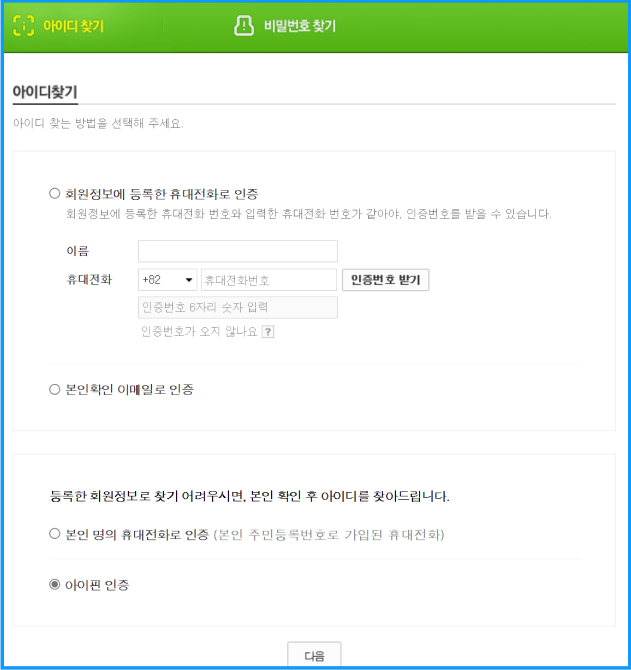 아이디 찾기
비밀번호 찾기
아이디찾기
아이디 찾는 방법을 선택해 주세요.
회원정보에 등록한 휴대전화로 인증
회원정보에 등록한 휴대전화 번호와 입력한 휴대전화 번호가 같아야, 인증번호를 받을 수 있습니다.
이름
휴대전화 +82 휴대전화번호 인증번호 받기
인증번호 6자리 숫자 입력
인증번호가 오지 않나요 ?
본인확인 이메일로 인증
등록한 회원정보로 찾기 어려우시면, 본인 확인 후 아이디를 찾아드립니다.
본인 명의 휴대전화로 인증 (본인 주민등록번호로 가입된 휴대전화)
아이핀 인증
다음